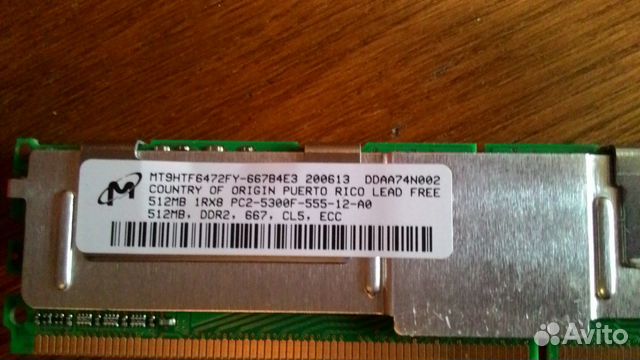 MT9HTF6472FY-667B4E3 200613 DDAA74N002
COUNTRY OF ORIGIN PUERTO RICO LEAD FREE
512MB 1RX8 PC2-5300F-555-12-A0
512MB, DDR2, 667, CL5, ECC
Avito